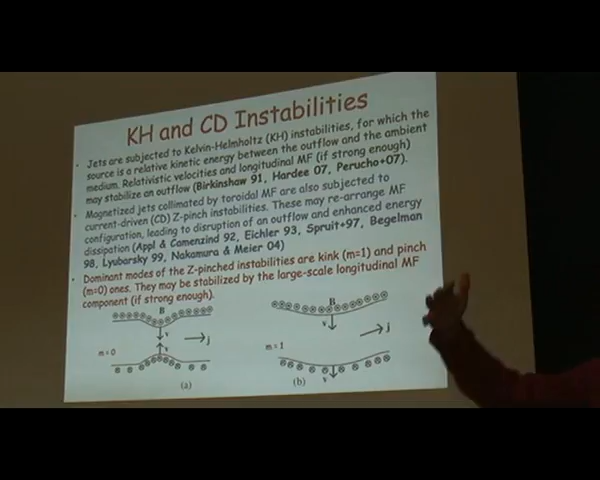 KH and CD Instabilities
• Jets are subjected to Kelvin-Helmholtz (KH) instabilities, for which the
source is a relative kinetic energy between the outflow and the ambient
medium. Relativistic velocities and longitudinal MF (if strong enough)
may stabilize an outflow (Birkinshaw 91, Hardee 07, Perucho+07).
• Magnetized jets collimated by toroidal MF are also subjected to
current-driven (CD) Z-pinch instabilities. These may re-arrange MF
configuration, leading to disruption of an outflow and enhanced energy
dissipation (Appl & Camenzind 92, Eichler 93, Spruit+97, Begelman
98, Lyubarsky 99, Nakamura & Meier 04)
• Dominant modes of the Z-pinched instabilities are kink (m=1) and pinch
(m=0) ones. They may be stabilized by the large-scale longitudinal MF
component (if strong enough).
B
v
v
j
m=0
(a)
B
v
j
m=1
v
(b)